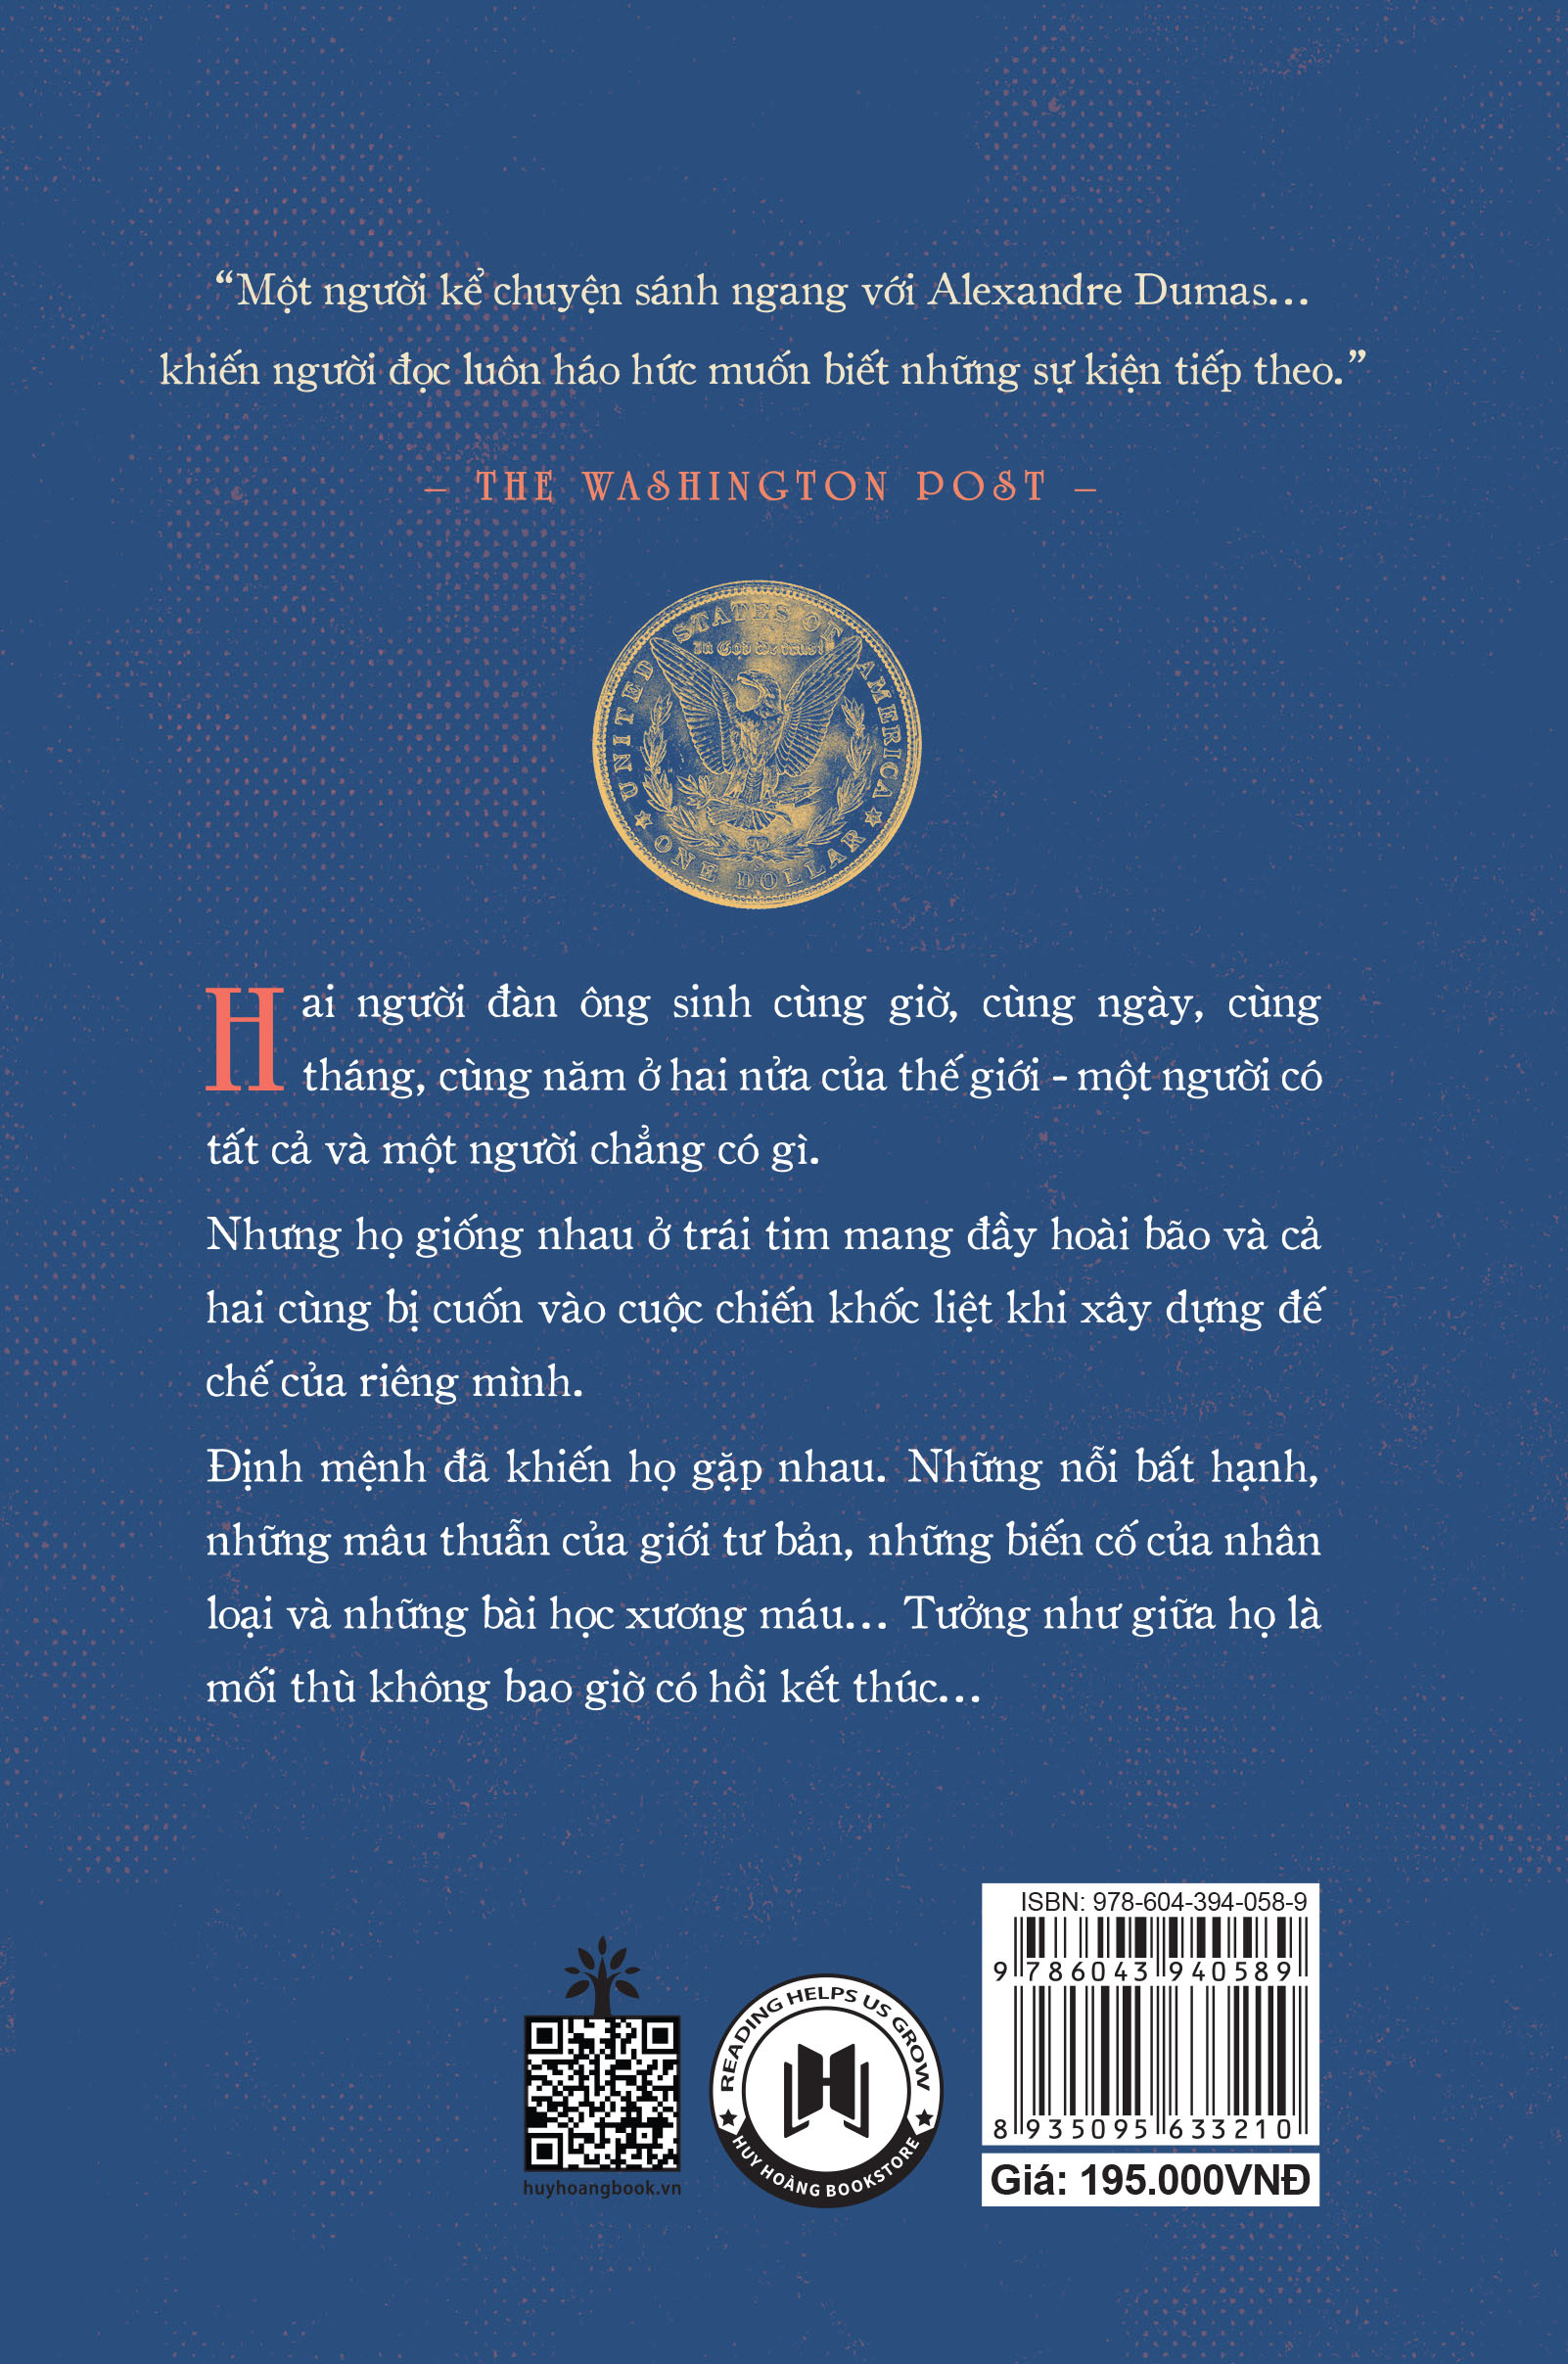 “Một người kể chuyện sánh ngang với Alexandre Dumas...
khiến người đọc luôn háo hức muốn biết những sự kiện tiếp theo.”
– THE WASHINGTON POST –
UNITED STATES OF AMERICA
In God We Trust
ONE DOLLAR
Hai người đàn ông sinh cùng giờ, cùng ngày, cùng
tháng, cùng năm ở hai nửa của thế giới - một người có
tất cả và một người chẳng có gì.
Nhưng họ giống nhau ở trái tim mang đầy hoài bão và cả
hai cùng bị cuốn vào cuộc chiến khốc liệt khi xây dựng đế
chế của riêng mình.
Định mệnh đã khiến họ gặp nhau. Những nỗi bất hạnh,
những mâu thuẫn của giới tư bản, những biến cố của nhân
loại và những bài học xương máu... Tưởng như giữa họ là
mối thù không bao giờ có hồi kết thúc...
huyhoangbook.vn
READING HELPS US GROW
HUY HOÀNG BOOKSTORE
ISBN: 978-604-394-058-9
9 786043 940589
8 935095 633210
Giá: 195.000VNĐ